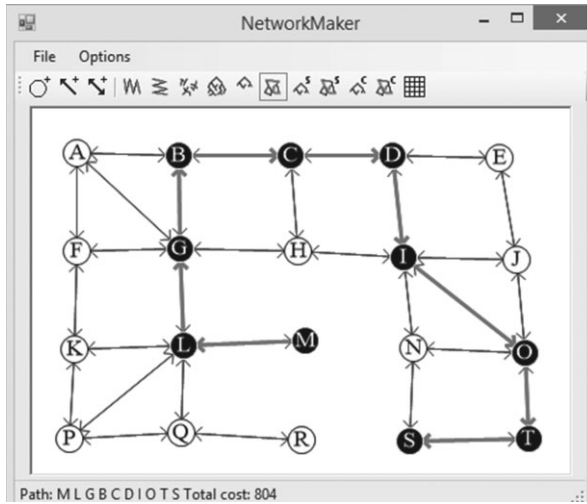 NetworkMaker
File Options
A B C D E
F G H I J
K L M N O
P Q R S T
Path: M L G B C D I O T S Total cost: 804